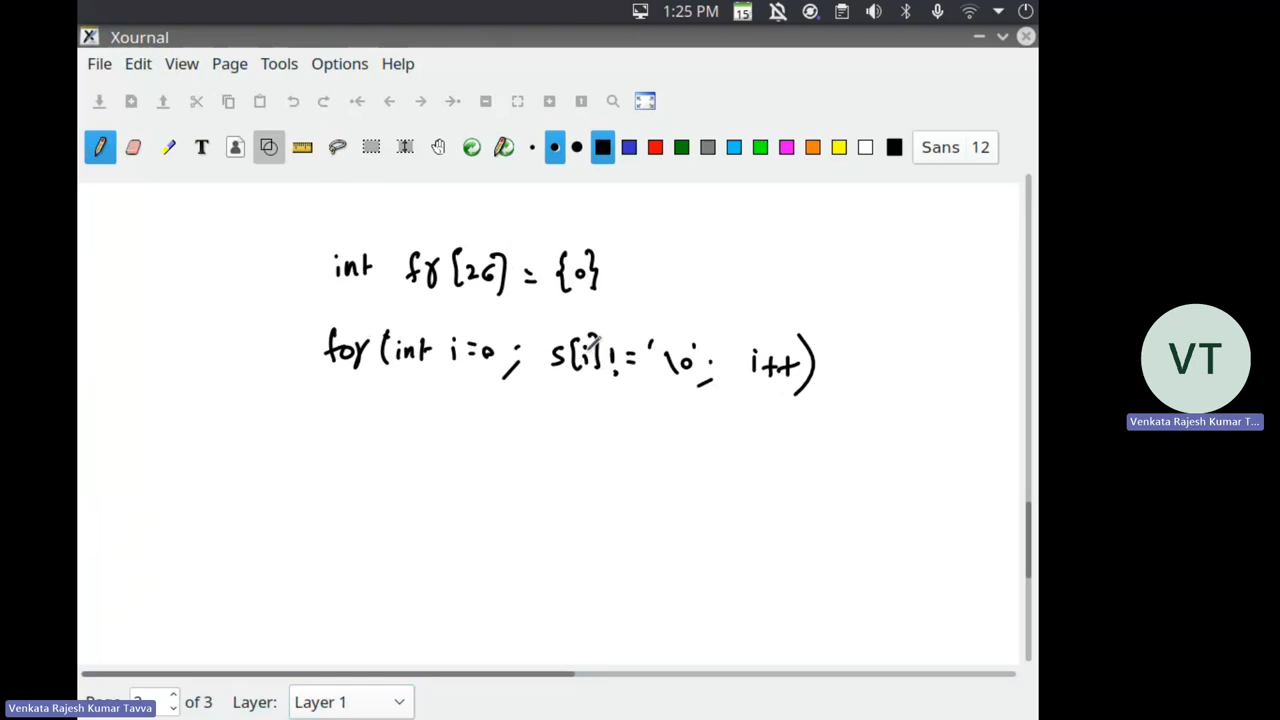 1:25 PM
15
Xournal
File Edit View Page Tools Options Help
T
Sans 12
int fr[26] = {0}
for(int i=0; s[i]!='\0'; i++)
VT
Venkata Rajesh Kumar T...
of 3 Layer: Layer 1
Venkata Rajesh Kumar Tavva